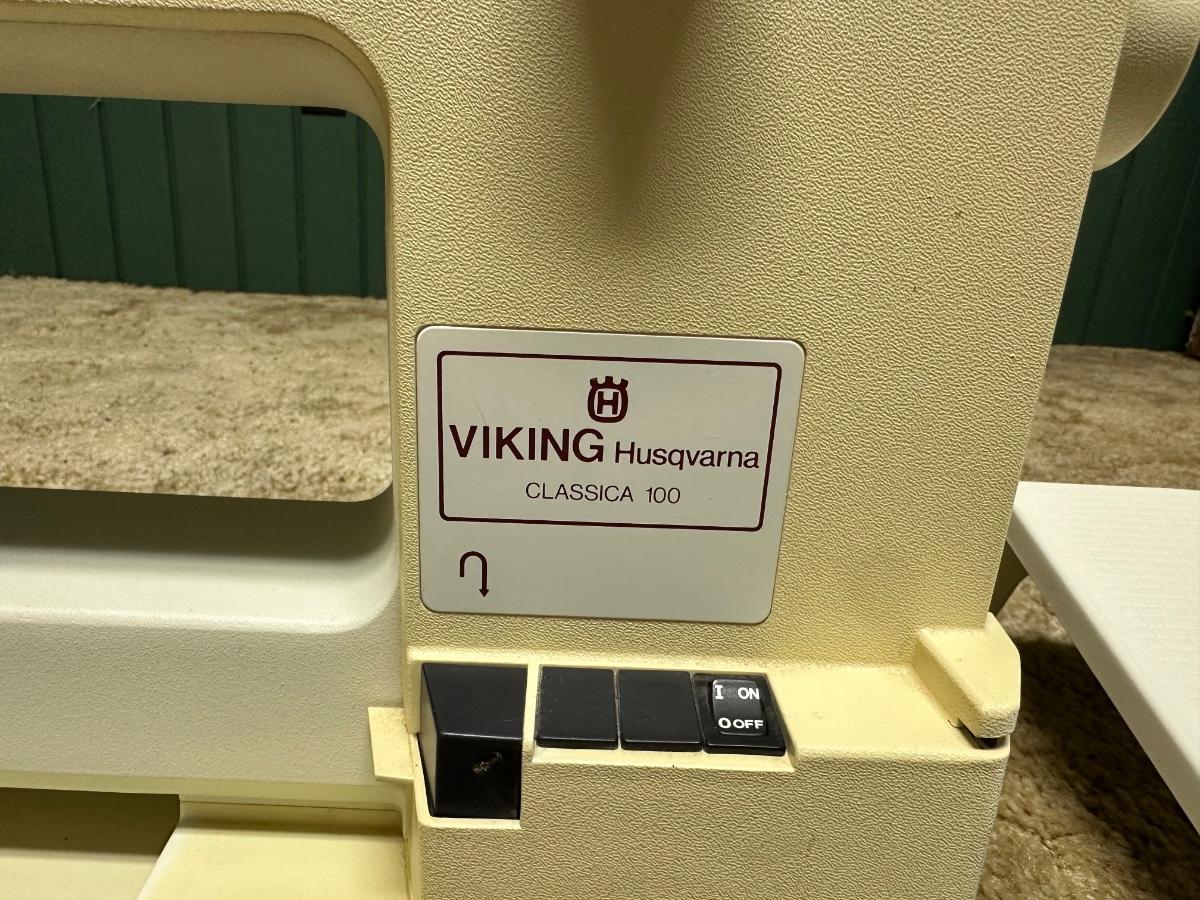 H
VIKING Husqvarna
CLASSICA 100
I ON
O OFF